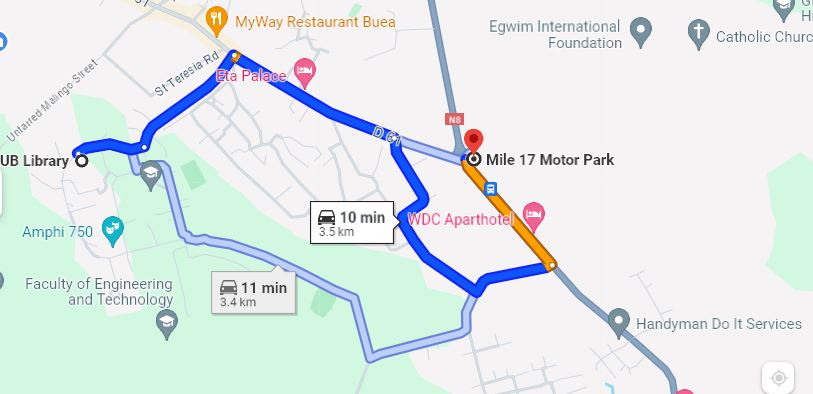 MyWay Restaurant Buea
Egwim International
Foundation
Catholic Churc
St Teresia Rd
Eta Palace
Untarred Malingo Street
N8
D 61
UB Library
Mile 17 Motor Park
10 min
3.5 km
WDC Aparthotel
Amphi 750
11 min
3.4 km
Faculty of Engineering
and Technology
Handyman Do It Services